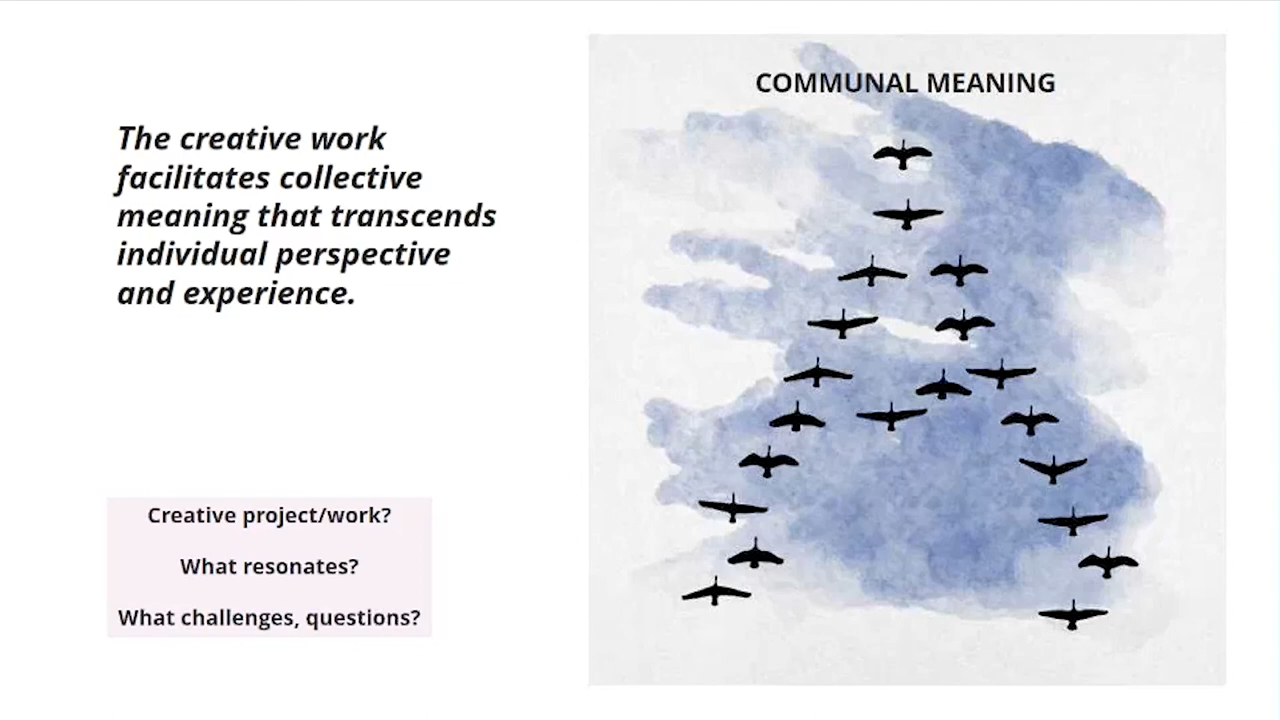 The creative work
facilitates collective
meaning that transcends
individual perspective
and experience.
Creative project/work?
What resonates?
What challenges, questions?
COMMUNAL MEANING